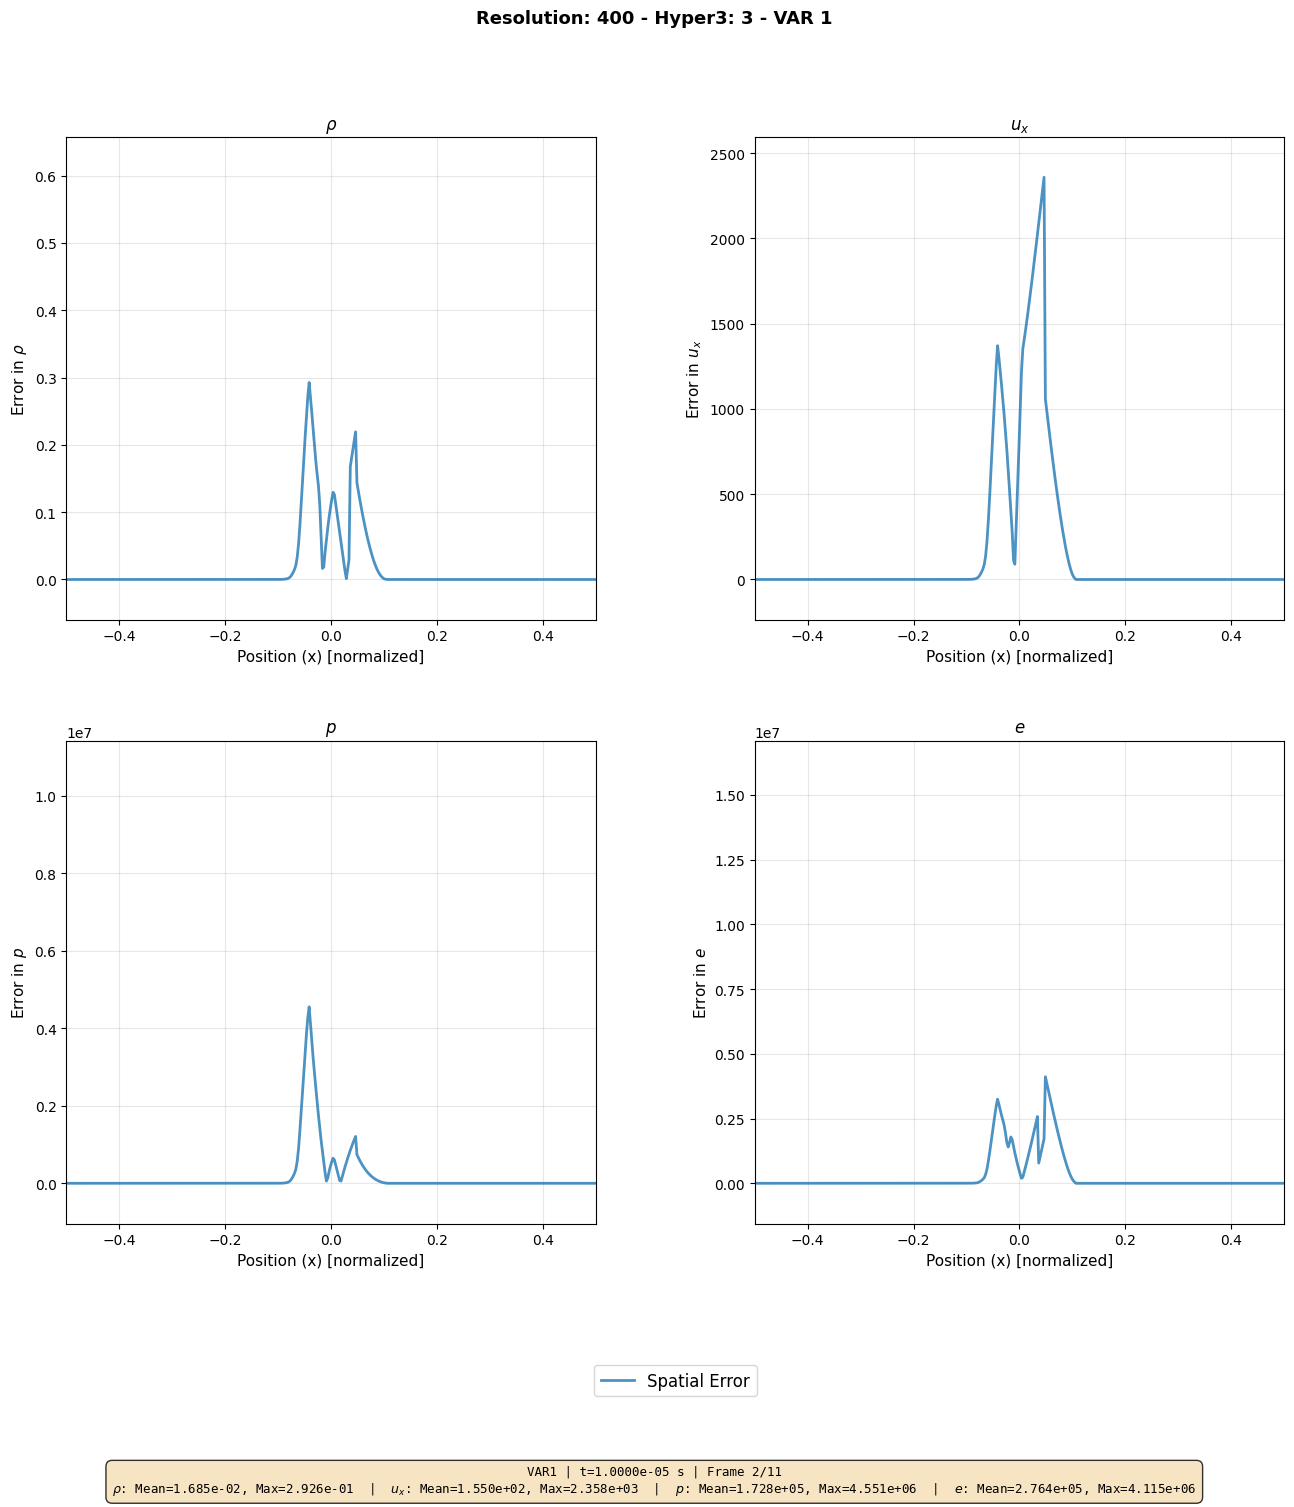 Resolution: 400 - Hyper3: 3 - VAR 1
ρ
0.6
0.5
0.4
0.3
0.2
0.1
0.0
Error in ρ
−0.4 −0.2 0.0 0.2 0.4
Position (x) [normalized]
u_x
2500
2000
1500
1000
500
0
Error in u_x
−0.4 −0.2 0.0 0.2 0.4
Position (x) [normalized]
p
1e7
1.0
0.8
0.6
0.4
0.2
0.0
Error in p
−0.4 −0.2 0.0 0.2 0.4
Position (x) [normalized]
e
1e7
1.50
1.25
1.00
0.75
0.50
0.25
0.00
Error in e
−0.4 −0.2 0.0 0.2 0.4
Position (x) [normalized]
Spatial Error
VAR1 | t=1.0000e-05 s | Frame 2/11
ρ: Mean=1.685e-02, Max=2.926e-01 | u_x: Mean=1.550e+02, Max=2.358e+03 | p: Mean=1.728e+05, Max=4.551e+06 | e: Mean=2.764e+05, Max=4.115e+06